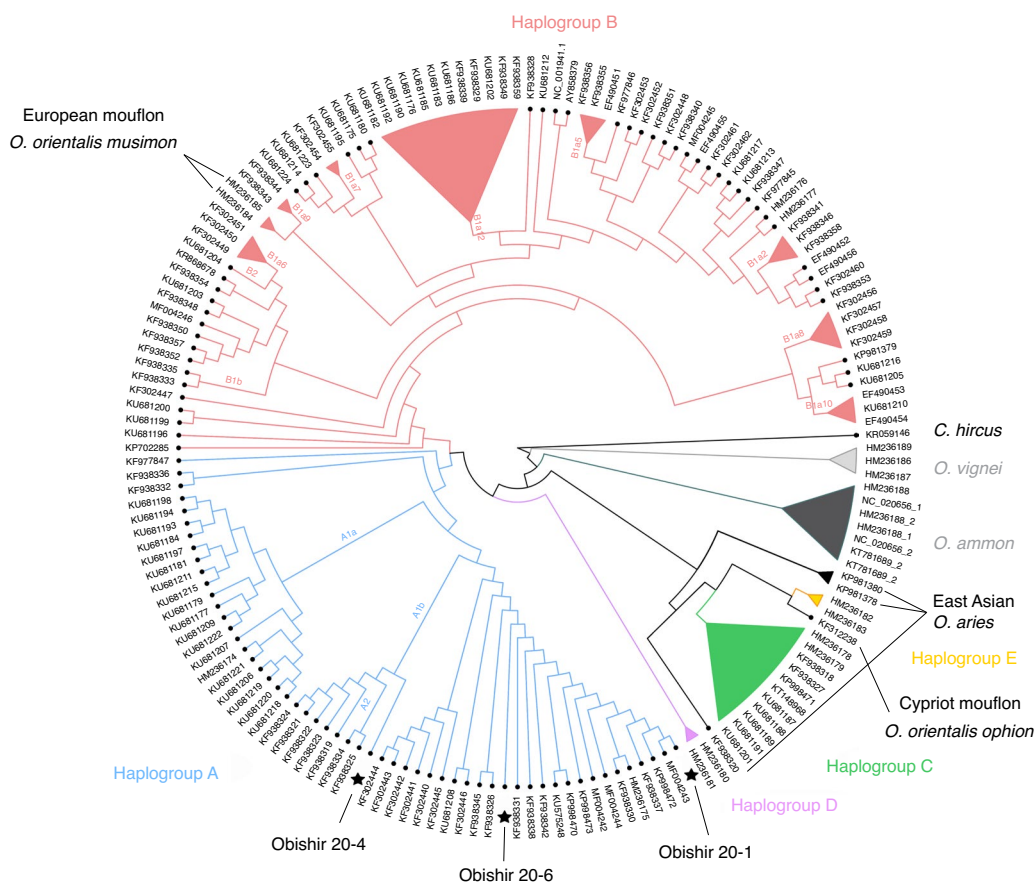 Haplogroup B
European mouflon
O. orientalis musimon
C. hircus
O. vignei
O. ammon
East Asian
O. aries
Haplogroup E
Cypriot mouflon
O. orientalis ophion
Haplogroup C
Haplogroup D
Haplogroup A
Obishir 20-4
Obishir 20-6
Obishir 20-1
B1a5
B1a7
B1a12
B1a9
B1a6
B2
B1b
B1a2
B1a8
B1a10
A1a
A1b
A2
KF938328
KU681212
NC_001941.1
AY858379
KF938356
KF938355
EF490451
KF977846
KF302453
KF302452
KF938351
KF302448
KF938340
MF004245
EF490455
KF302461
KF302462
KU681217
KU681213
KF938347
KF977845
HM236176
HM236177
KF938341
KF938346
KF938358
EF490452
EF490456
KF302460
KF938353
KF302456
KF302457
KF302458
KF302459
KP981379
KU681216
KU681205
EF490453
KU681210
EF490454
KR059146
HM236189
HM236186
HM236187
HM236188
NC_020656_1
HM236188_2
HM236188_1
NC_020656_2
KT781689_2
KT781689_2
KP981380
KP981378
HM236182
HM236183
KF312238
HM236178
HM236179
KF938318
KF938327
KP998471
KT148968
KU681187
KU681188
KU681189
KU681191
KU681201
KF938320
HM236180
HM236181
MF004243
KP998472
KF938337
HM236175
KF938330
MF004244
MF004242
KP998473
KP998470
KU575248
KF938342
KF938338
KF938331
KF938326
KF938345
KF302446
KU681208
KF302445
KF302440
KF302441
KF302442
KF302443
KF302444
KF938325
KF938334
KF938319
KF938323
KF938322
KF938321
KF938324
KU681218
KU681220
KU681219
KU681206
KU681221
HM236174
KU681207
KU681222
KU681209
KU681177
KU681179
KU681215
KU681211
KU681181
KU681197
KU681184
KU681193
KU681194
KU681198
KF938332
KF938336
KF977847
KP702285
KU681196
KU681199
KU681200
KF302447
KF938333
KF938335
KF938352
KF938357
KF938350
MF004246
KF938348
KU681203
KF938354
KR868678
KU681204
KF302449
KF302450
KF302451
HM236184
HM236185
KF938343
KF938344
KU681224
KU681214
KU681223
KF302454
KF302455
KU681195
KU681175
KU681180
KU681182
KU681192
KU681190
KU681176
KU681185
KU681183
KU681186
KF938339
KF938329
KU681202
KF938349
KF938359